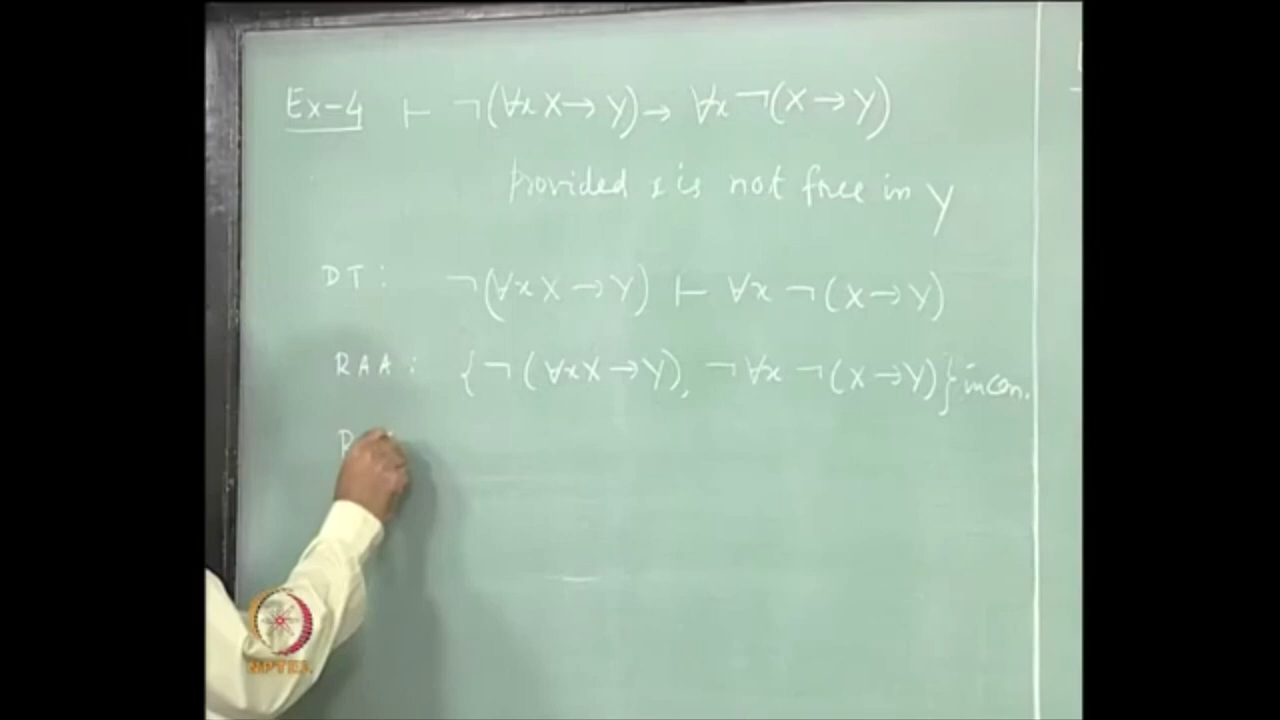 Ex-4 ⊢ ¬(∀x X → Y) → ∀x ¬(X → Y)
provided x is not free in Y
DT: ¬(∀x X → Y) ⊢ ∀x ¬(X → Y)
RAA: {¬(∀x X → Y), ¬∀x ¬(X → Y)} incon.
R
NPTEL